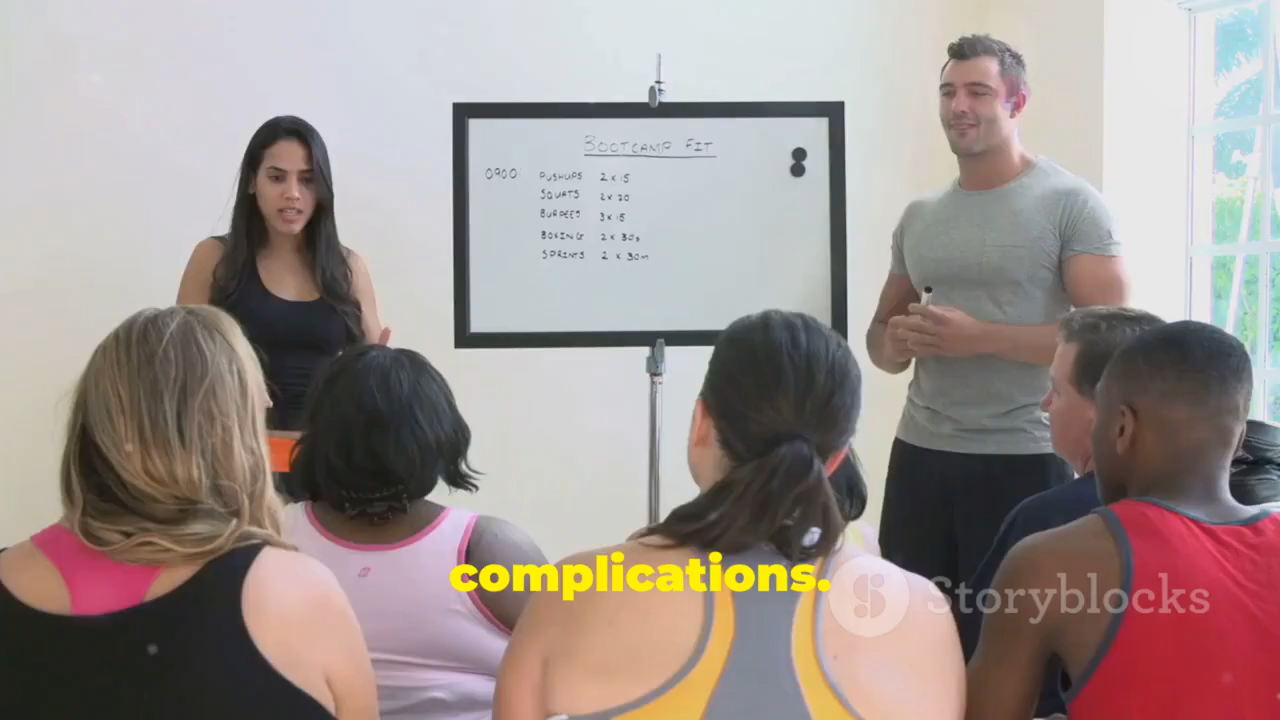 BOOTCAMP FIT
0900: PUSHUPS 2 x 15
SQUATS 2 x 20
BURPEES 3 x 15
BOXING 2 x 30s
SPRINTS 2 x 30m
complications.
Storyblocks